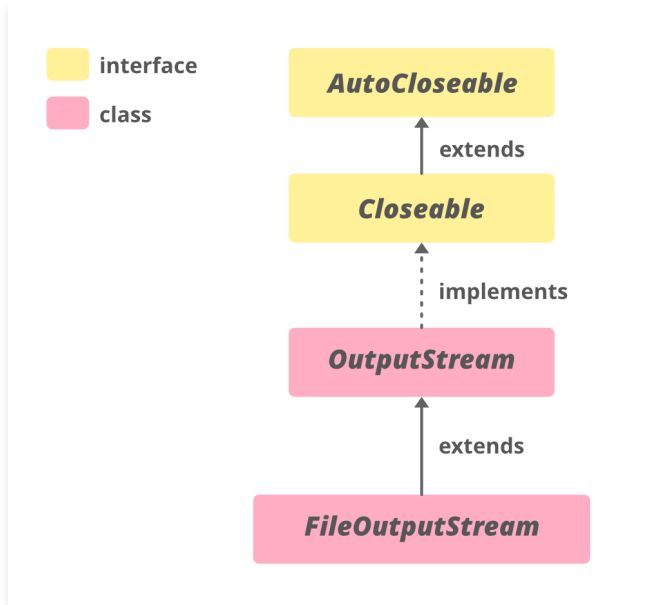 interface
class
AutoCloseable
extends
Closeable
implements
OutputStream
extends
FileOutputStream